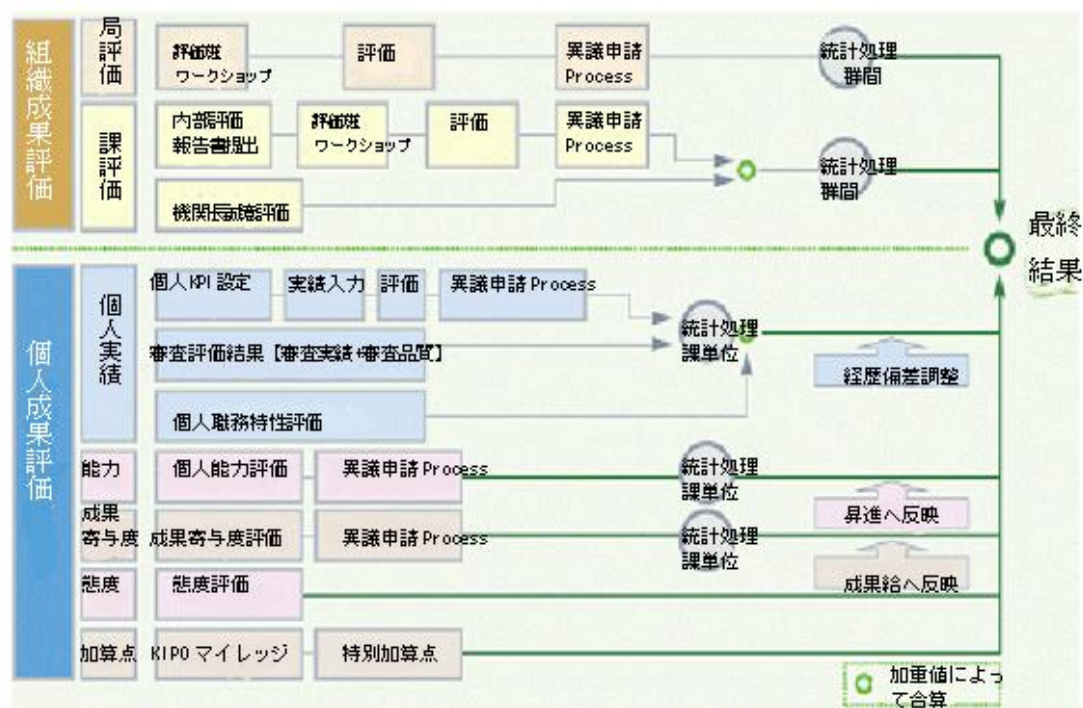 組織成果評価
局評価
評価班
ワークショップ
評価
異議申請
Process
統計処理
群間
課評価
内部評価
報告書提出
評価班
ワークショップ
評価
異議申請
Process
統計処理
群間
機関長成績評価
最終
結果
個人成果評価
個人実績
個人KPI 設定
実績入力
評価
異議申請 Process
統計処理
課単位
審査評価結果【審査実績+審査品質】
経歴偏差調整
個人職務特性評価
能力
個人能力評価
異議申請 Process
統計処理
課単位
昇進へ反映
成果
寄与度
成果寄与度評価
異議申請 Process
統計処理
課単位
成果給へ反映
態度
態度評価
加算点
KIPO マイレッジ
特別加算点
加重値によっ
て合算